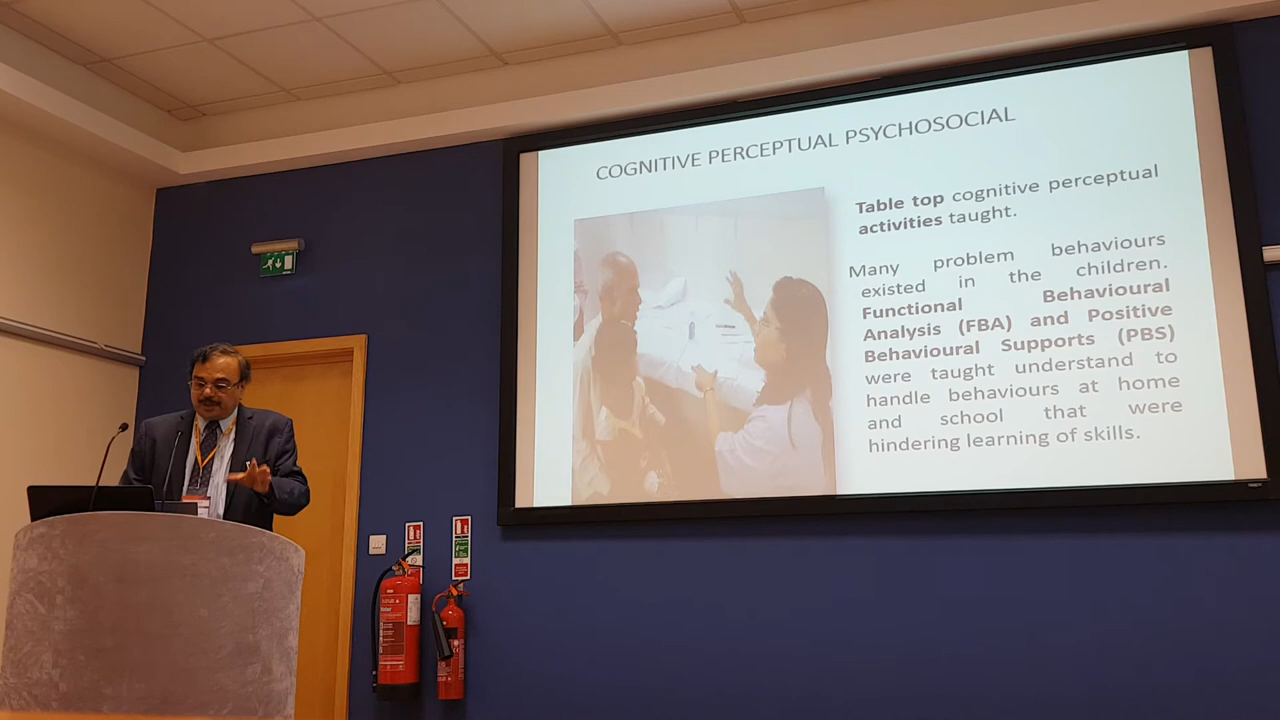 COGNITIVE PERCEPTUAL PSYCHOSOCIAL
Table top cognitive perceptual
activities taught.
Many problem behaviours
existed in the children.
Functional Behavioural
Analysis (FBA) and Positive
Behavioural Supports (PBS)
were taught understand to
handle behaviours at home
and school that were
hindering learning of skills.